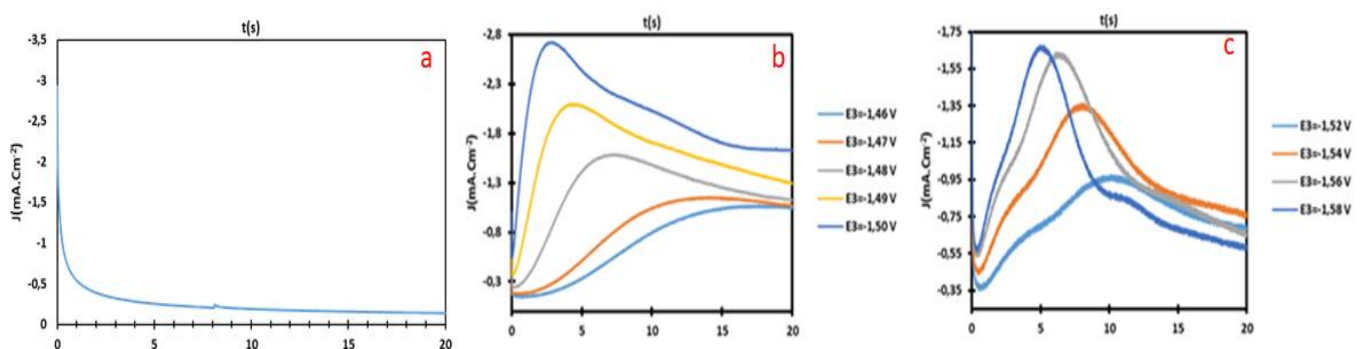 t(s)
a
J(mA.Cm⁻²)
-3,5
-3
-2,5
-2
-1,5
-1
-0,5
0
0 5 10 15 20
t(s)
b
J(mA.Cm⁻²)
-2,8
-2,3
-1,8
-1,3
-0,8
-0,3
0 5 10 15 20
E3=-1,46 V
E3=-1,47 V
E3=-1,48 V
E3=-1,49 V
E3=-1,50 V
t(s)
c
J(mA.Cm⁻²)
-1,75
-1,55
-1,35
-1,15
-0,95
-0,75
-0,55
-0,35
0 5 10 15 20
E3=-1,52 V
E3=-1,54 V
E3=-1,56 V
E3=-1,58 V